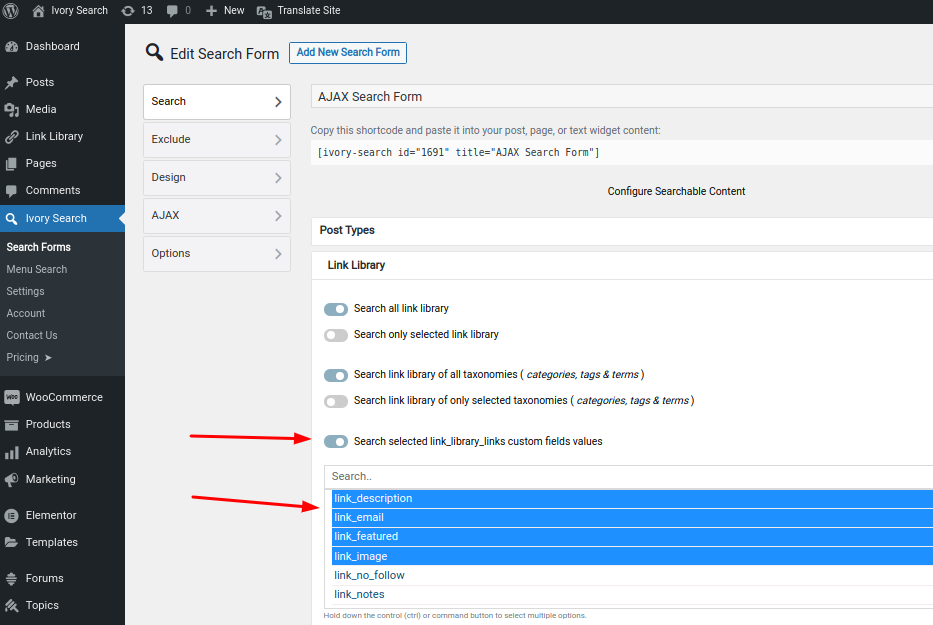 Ivory Search 13 0 New Translate Site
Dashboard
Posts
Media
Link Library
Pages
Comments
Ivory Search
Search Forms
Menu Search
Settings
Account
Contact Us
Pricing ➤
WooCommerce
Products
Analytics
Marketing
Elementor
Templates
Forums
Topics
Edit Search Form Add New Search Form
Search
Exclude
Design
AJAX
Options
AJAX Search Form
Copy this shortcode and paste it into your post, page, or text widget content:
[ivory-search id="1691" title="AJAX Search Form"]
Configure Searchable Content
Post Types
Link Library
Search all link library
Search only selected link library
Search link library of all taxonomies ( categories, tags & terms )
Search link library of only selected taxonomies ( categories, tags & terms )
Search selected link_library_links custom fields values
Search..
link_description
link_email
link_featured
link_image
link_no_follow
link_notes
Hold down the control (ctrl) or command button to select multiple options.